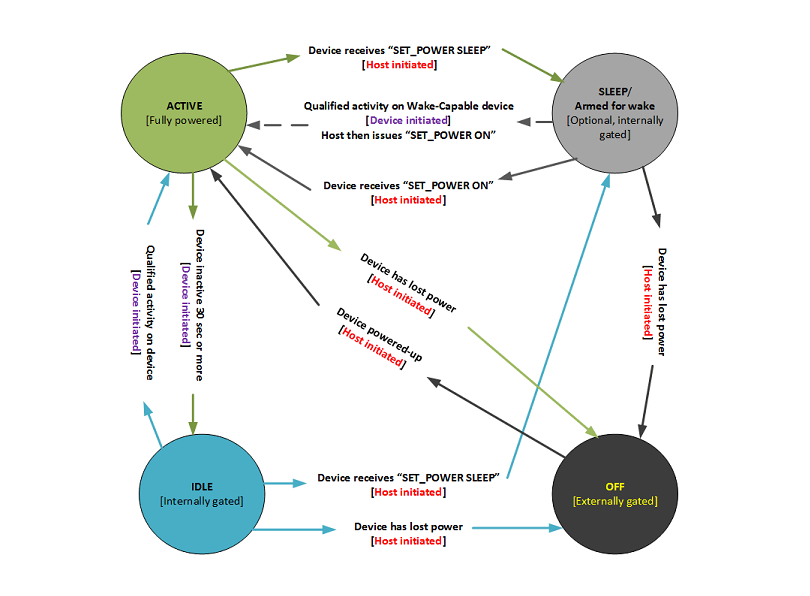 Device receives “SET_POWER SLEEP”
[Host initiated]
ACTIVE
[Fully powered]
SLEEP/
Armed for wake
[Optional, internally
gated]
Qualified activity on Wake-Capable device
[Device initiated]
Host then issues “SET_POWER ON”
Device receives “SET_POWER ON”
[Host initiated]
Qualified activity on device
[Device initiated]
Device inactive 30 sec or more
[Device initiated]
Device has lost power
[Host initiated]
Device powered-up
[Host initiated]
Device has lost power
[Host initiated]
IDLE
[Internally gated]
Device receives “SET_POWER SLEEP”
[Host initiated]
Device has lost power
[Host initiated]
OFF
[Externally gated]